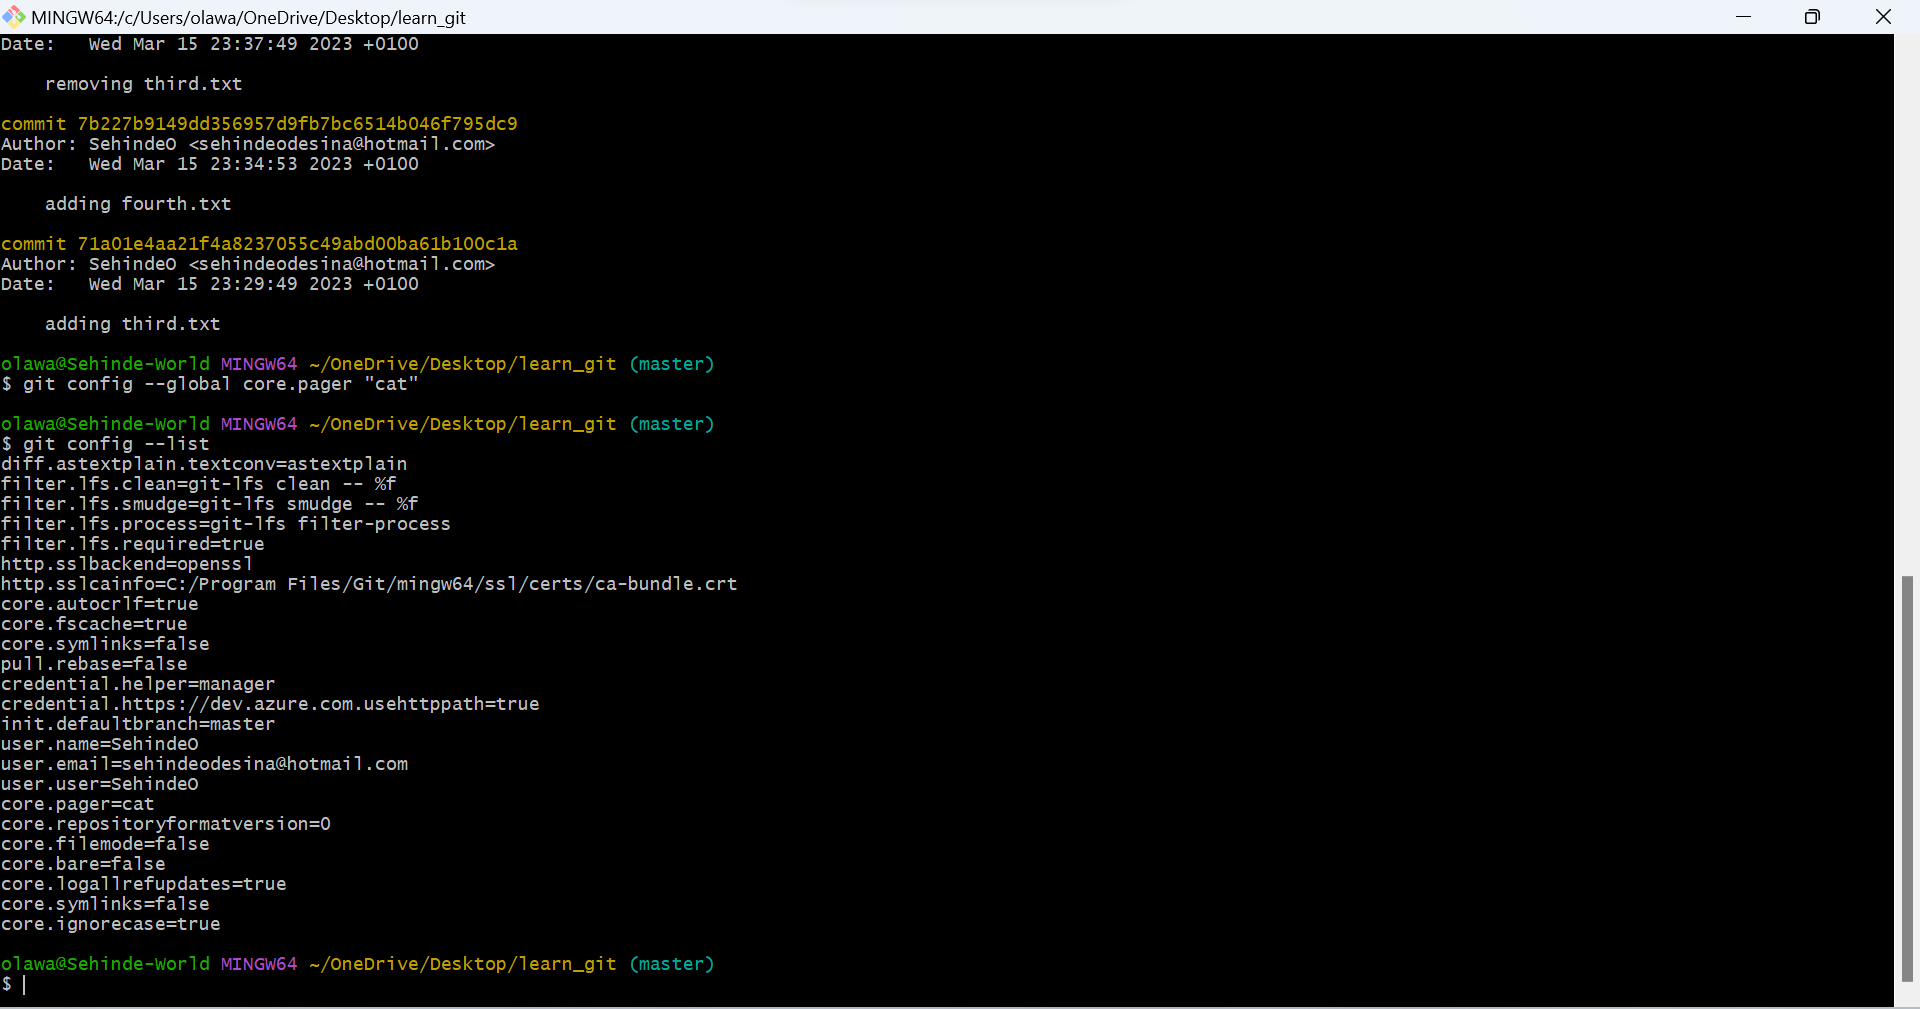 MINGW64:/c/Users/olawa/OneDrive/Desktop/learn_git
Date:   Wed Mar 15 23:37:49 2023 +0100
    removing third.txt
commit 7b227b9149dd356957d9fb7bc6514b046f795dc9
Author: SehindeO <sehindeodesina@hotmail.com>
Date:   Wed Mar 15 23:34:53 2023 +0100
    adding fourth.txt
commit 71a01e4aa21f4a8237055c49abd00ba61b100c1a
Author: SehindeO <sehindeodesina@hotmail.com>
Date:   Wed Mar 15 23:29:49 2023 +0100
    adding third.txt
olawa@Sehinde-World MINGW64 ~/OneDrive/Desktop/learn_git (master)
$ git config --global core.pager "cat"
olawa@Sehinde-World MINGW64 ~/OneDrive/Desktop/learn_git (master)
$ git config --list
diff.astextplain.textconv=astextplain
filter.lfs.clean=git-lfs clean -- %f
filter.lfs.smudge=git-lfs smudge -- %f
filter.lfs.process=git-lfs filter-process
filter.lfs.required=true
http.sslbackend=openssl
http.sslcainfo=C:/Program Files/Git/mingw64/ssl/certs/ca-bundle.crt
core.autocrlf=true
core.fscache=true
core.symlinks=false
pull.rebase=false
credential.helper=manager
credential.https://dev.azure.com.usehttppath=true
init.defaultbranch=master
user.name=SehindeO
user.email=sehindeodesina@hotmail.com
user.user=SehindeO
core.pager=cat
core.repositoryformatversion=0
core.filemode=false
core.bare=false
core.logallrefupdates=true
core.symlinks=false
core.ignorecase=true
olawa@Sehinde-World MINGW64 ~/OneDrive/Desktop/learn_git (master)
$